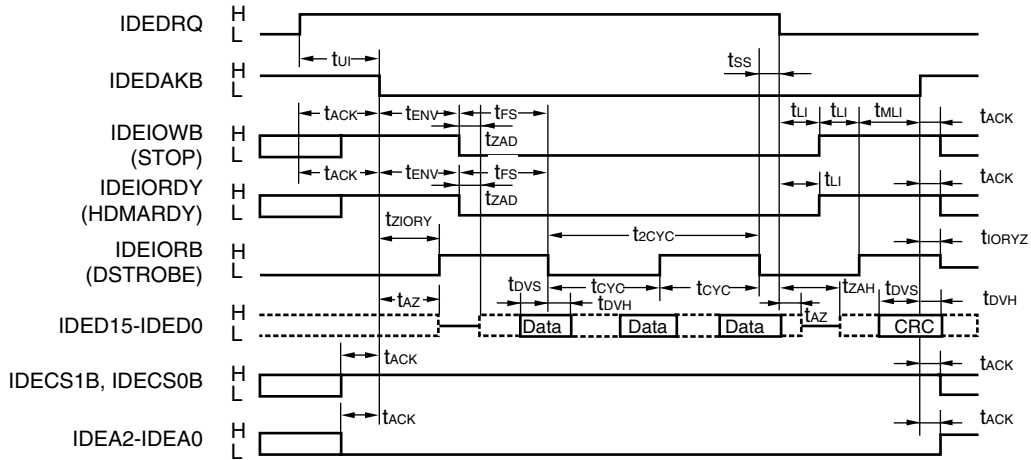 IDEDRQ H L
tUI tSS
IDEDAKB H L
tACK tENV tFS tLI tLI tMLI tACK
IDEIOWB H
(STOP) L
tZAD
tACK tENV tFS tLI tACK
IDEIORDY H
(HDMARDY) L
tZAD
tZIORY t2CYC tIORYZ
IDEIORB H
(DSTROBE) L
tAZ tDVS tCYC tCYC tZAH tDVS
tDVH tAZ tDVH
IDED15-IDED0 H L Data Data Data CRC
tACK tACK
IDECS1B, IDECS0B H L
tACK tACK
IDEA2-IDEA0 H L